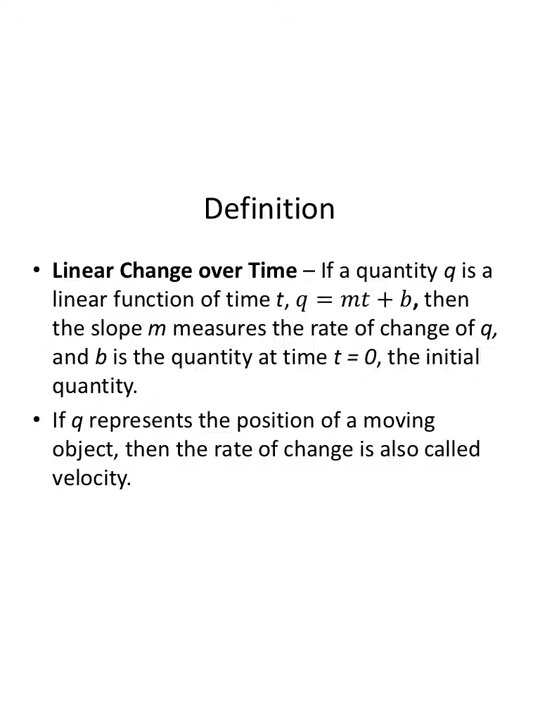 Definition
• Linear Change over Time – If a quantity q is a
linear function of time t, q = mt + b, then
the slope m measures the rate of change of q,
and b is the quantity at time t = 0, the initial
quantity.
• If q represents the position of a moving
object, then the rate of change is also called
velocity.